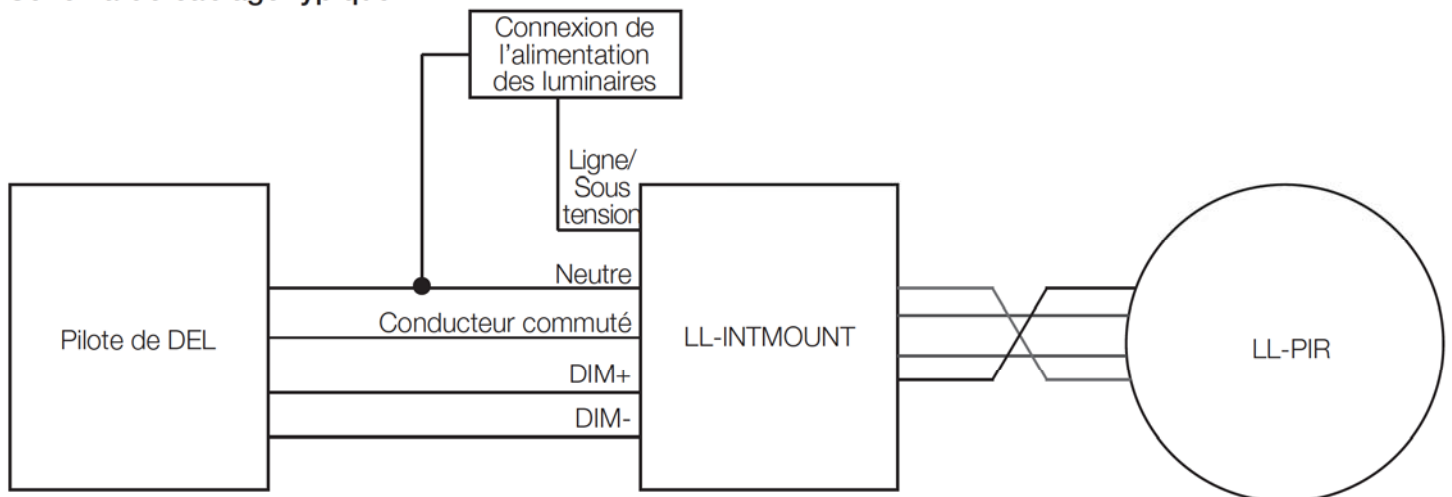 Connexion de
l'alimentation
des luminaires
Ligne/
Sous
tension
Neutre
Conducteur commuté
DIM+
DIM-
Pilote de DEL
LL-INTMOUNT
LL-PIR